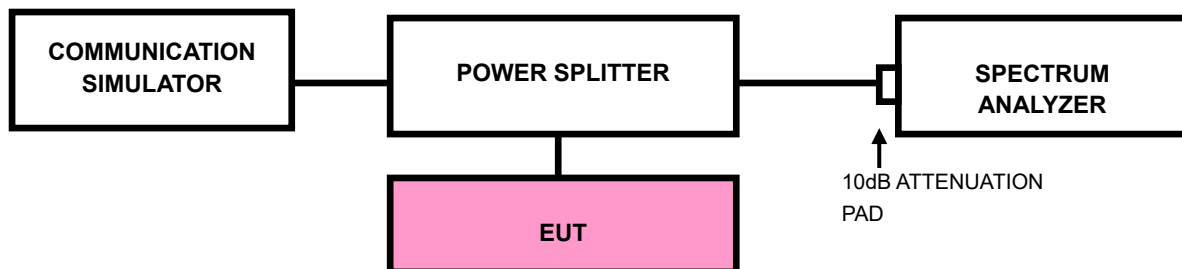 COMMUNICATION
SIMULATOR
POWER SPLITTER
SPECTRUM
ANALYZER
10dB ATTENUATION
PAD
EUT